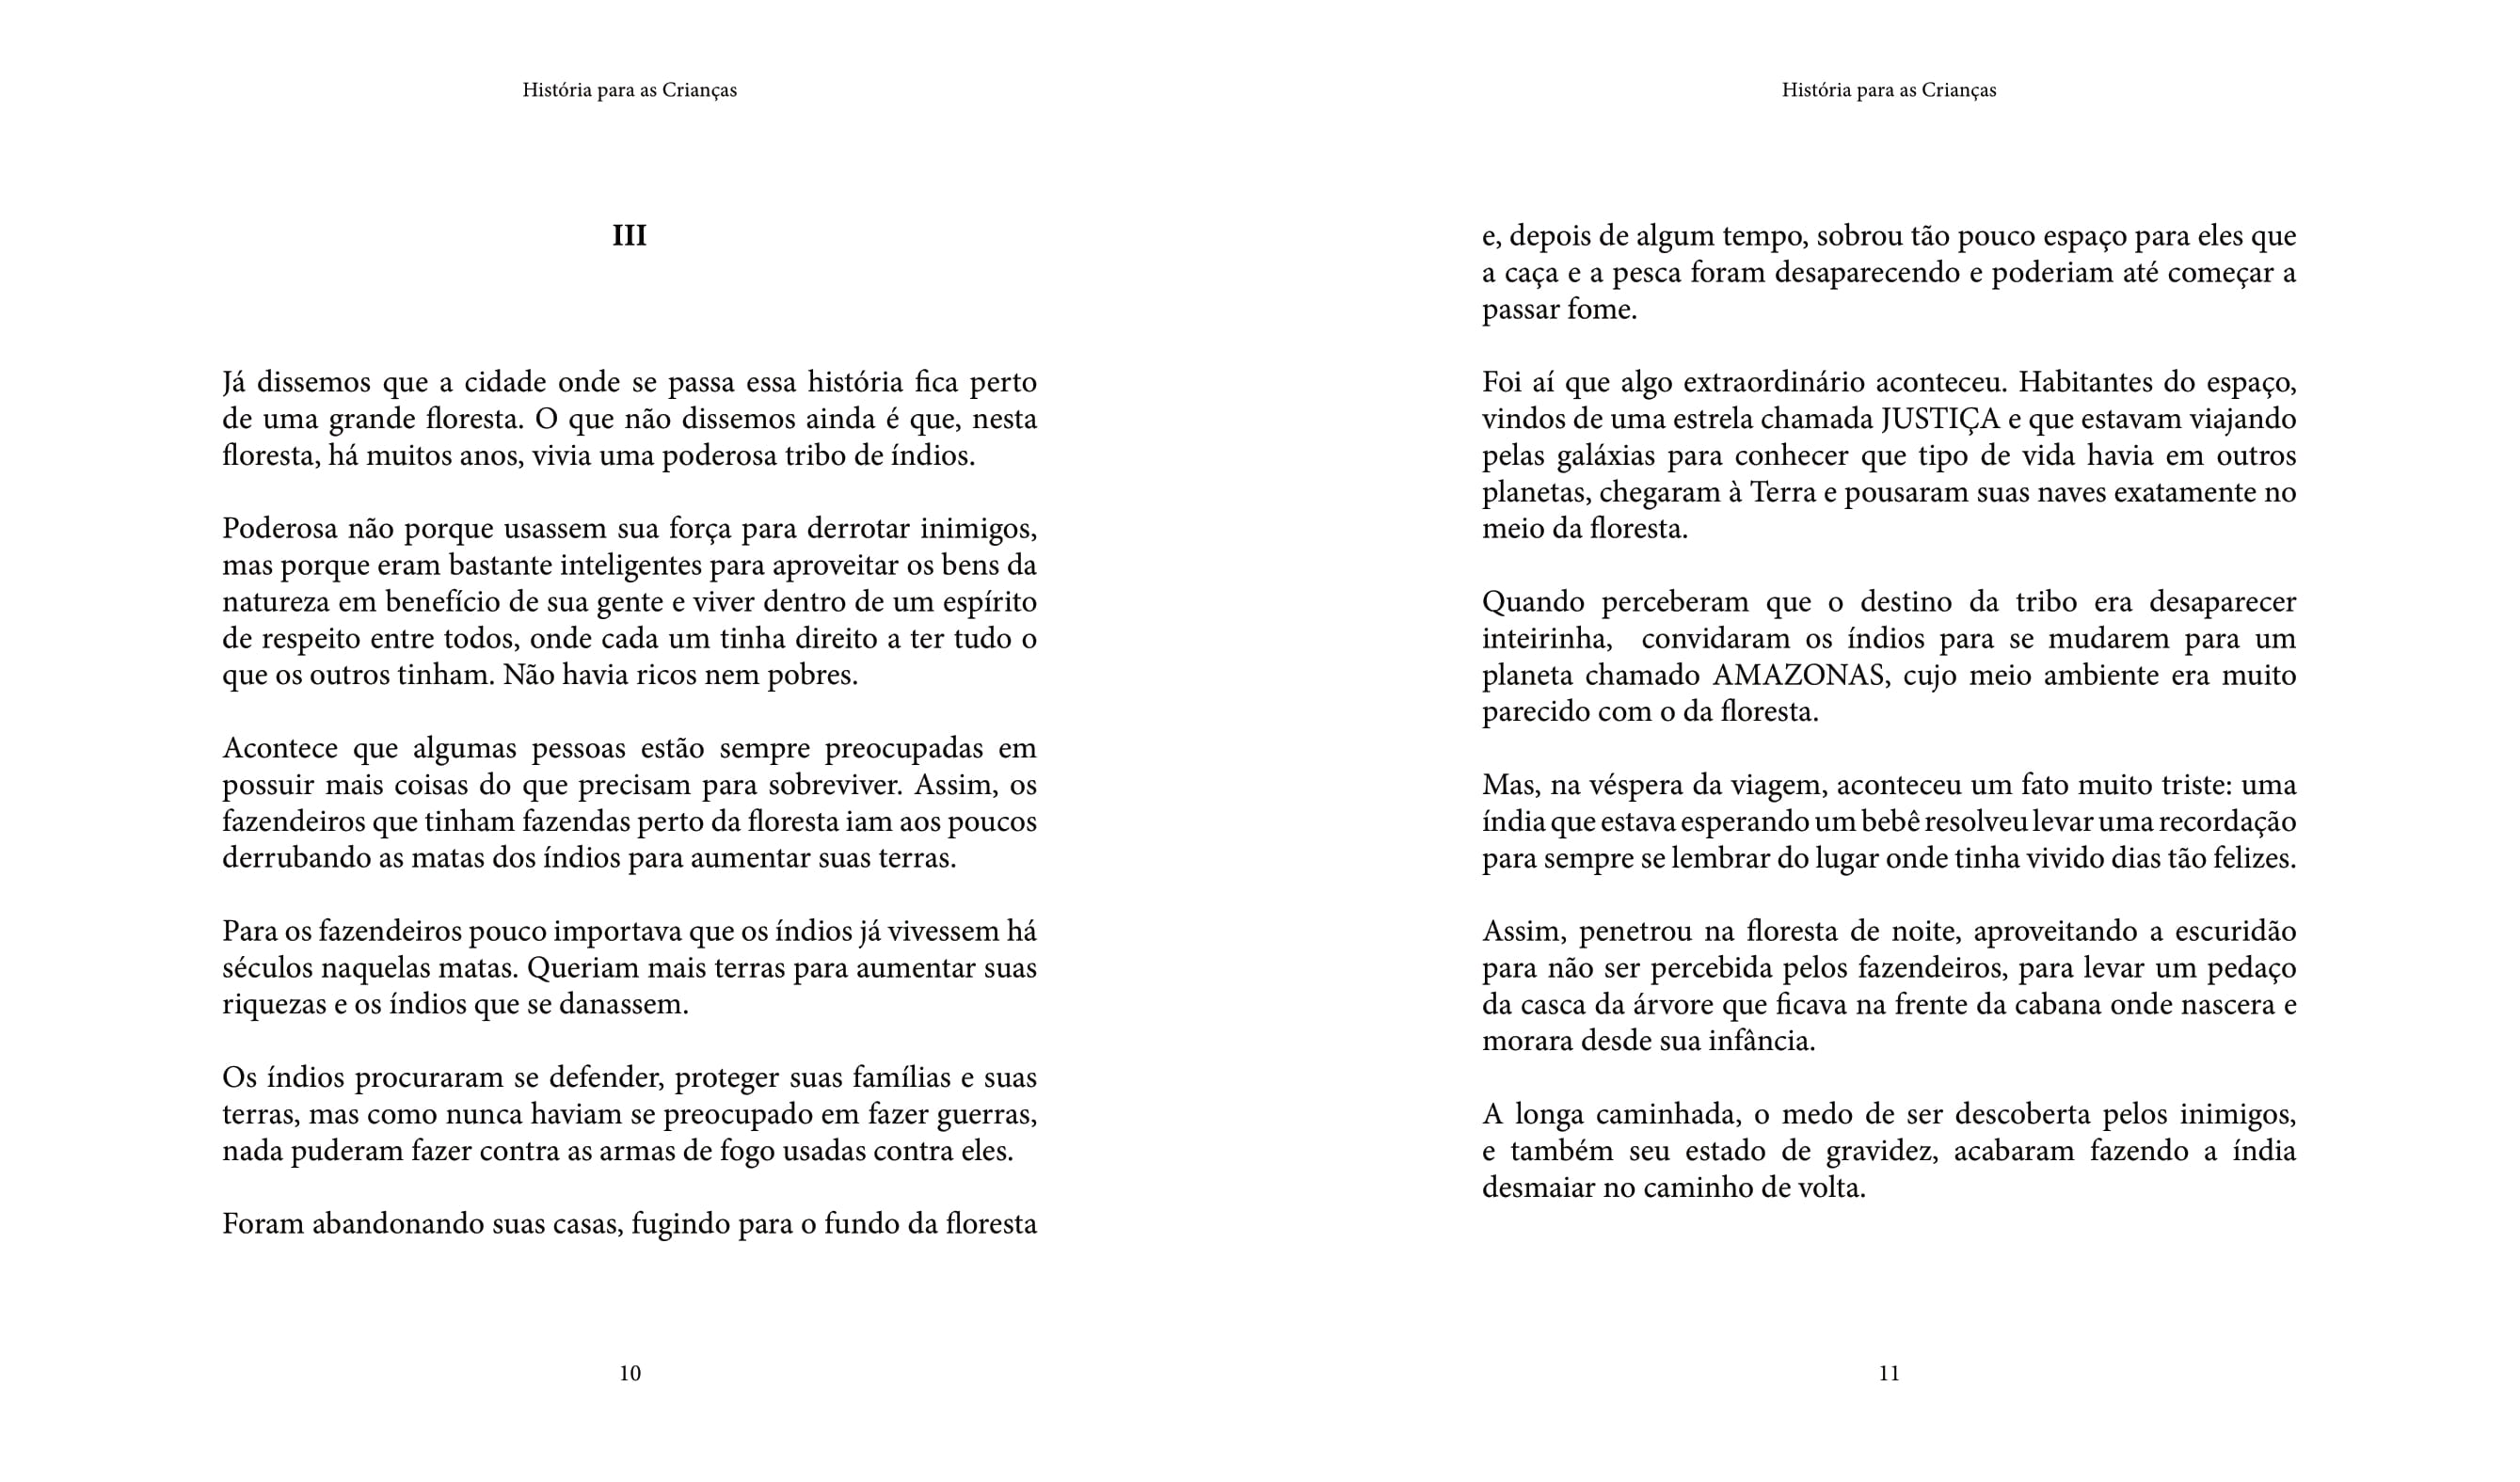 História para as Crianças
III
Já dissemos que a cidade onde se passa essa história fica perto
de uma grande floresta. O que não dissemos ainda é que, nesta
floresta, há muitos anos, vivia uma poderosa tribo de índios.
Poderosa não porque usassem sua força para derrotar inimigos,
mas porque eram bastante inteligentes para aproveitar os bens da
natureza em benefício de sua gente e viver dentro de um espírito
de respeito entre todos, onde cada um tinha direito a ter tudo o
que os outros tinham. Não havia ricos nem pobres.
Acontece que algumas pessoas estão sempre preocupadas em
possuir mais coisas do que precisam para sobreviver. Assim, os
fazendeiros que tinham fazendas perto da floresta iam aos poucos
derrubando as matas dos índios para aumentar suas terras.
Para os fazendeiros pouco importava que os índios já vivessem há
séculos naquelas matas. Queriam mais terras para aumentar suas
riquezas e os índios que se danassem.
Os índios procuraram se defender, proteger suas famílias e suas
terras, mas como nunca haviam se preocupado em fazer guerras,
nada puderam fazer contra as armas de fogo usadas contra eles.
Foram abandonando suas casas, fugindo para o fundo da floresta
10
História para as Crianças
e, depois de algum tempo, sobrou tão pouco espaço para eles que
a caça e a pesca foram desaparecendo e poderiam até começar a
passar fome.
Foi aí que algo extraordinário aconteceu. Habitantes do espaço,
vindos de uma estrela chamada JUSTIÇA e que estavam viajando
pelas galáxias para conhecer que tipo de vida havia em outros
planetas, chegaram à Terra e pousaram suas naves exatamente no
meio da floresta.
Quando perceberam que o destino da tribo era desaparecer
inteirinha, convidaram os índios para se mudarem para um
planeta chamado AMAZONAS, cujo meio ambiente era muito
parecido com o da floresta.
Mas, na véspera da viagem, aconteceu um fato muito triste: uma
índia que estava esperando um bebê resolveu levar uma recordação
para sempre se lembrar do lugar onde tinha vivido dias tão felizes.
Assim, penetrou na floresta de noite, aproveitando a escuridão
para não ser percebida pelos fazendeiros, para levar um pedaço
da casca da árvore que ficava na frente da cabana onde nascera e
morara desde sua infância.
A longa caminhada, o medo de ser descoberta pelos inimigos,
e também seu estado de gravidez, acabaram fazendo a índia
desmaiar no caminho de volta.
11